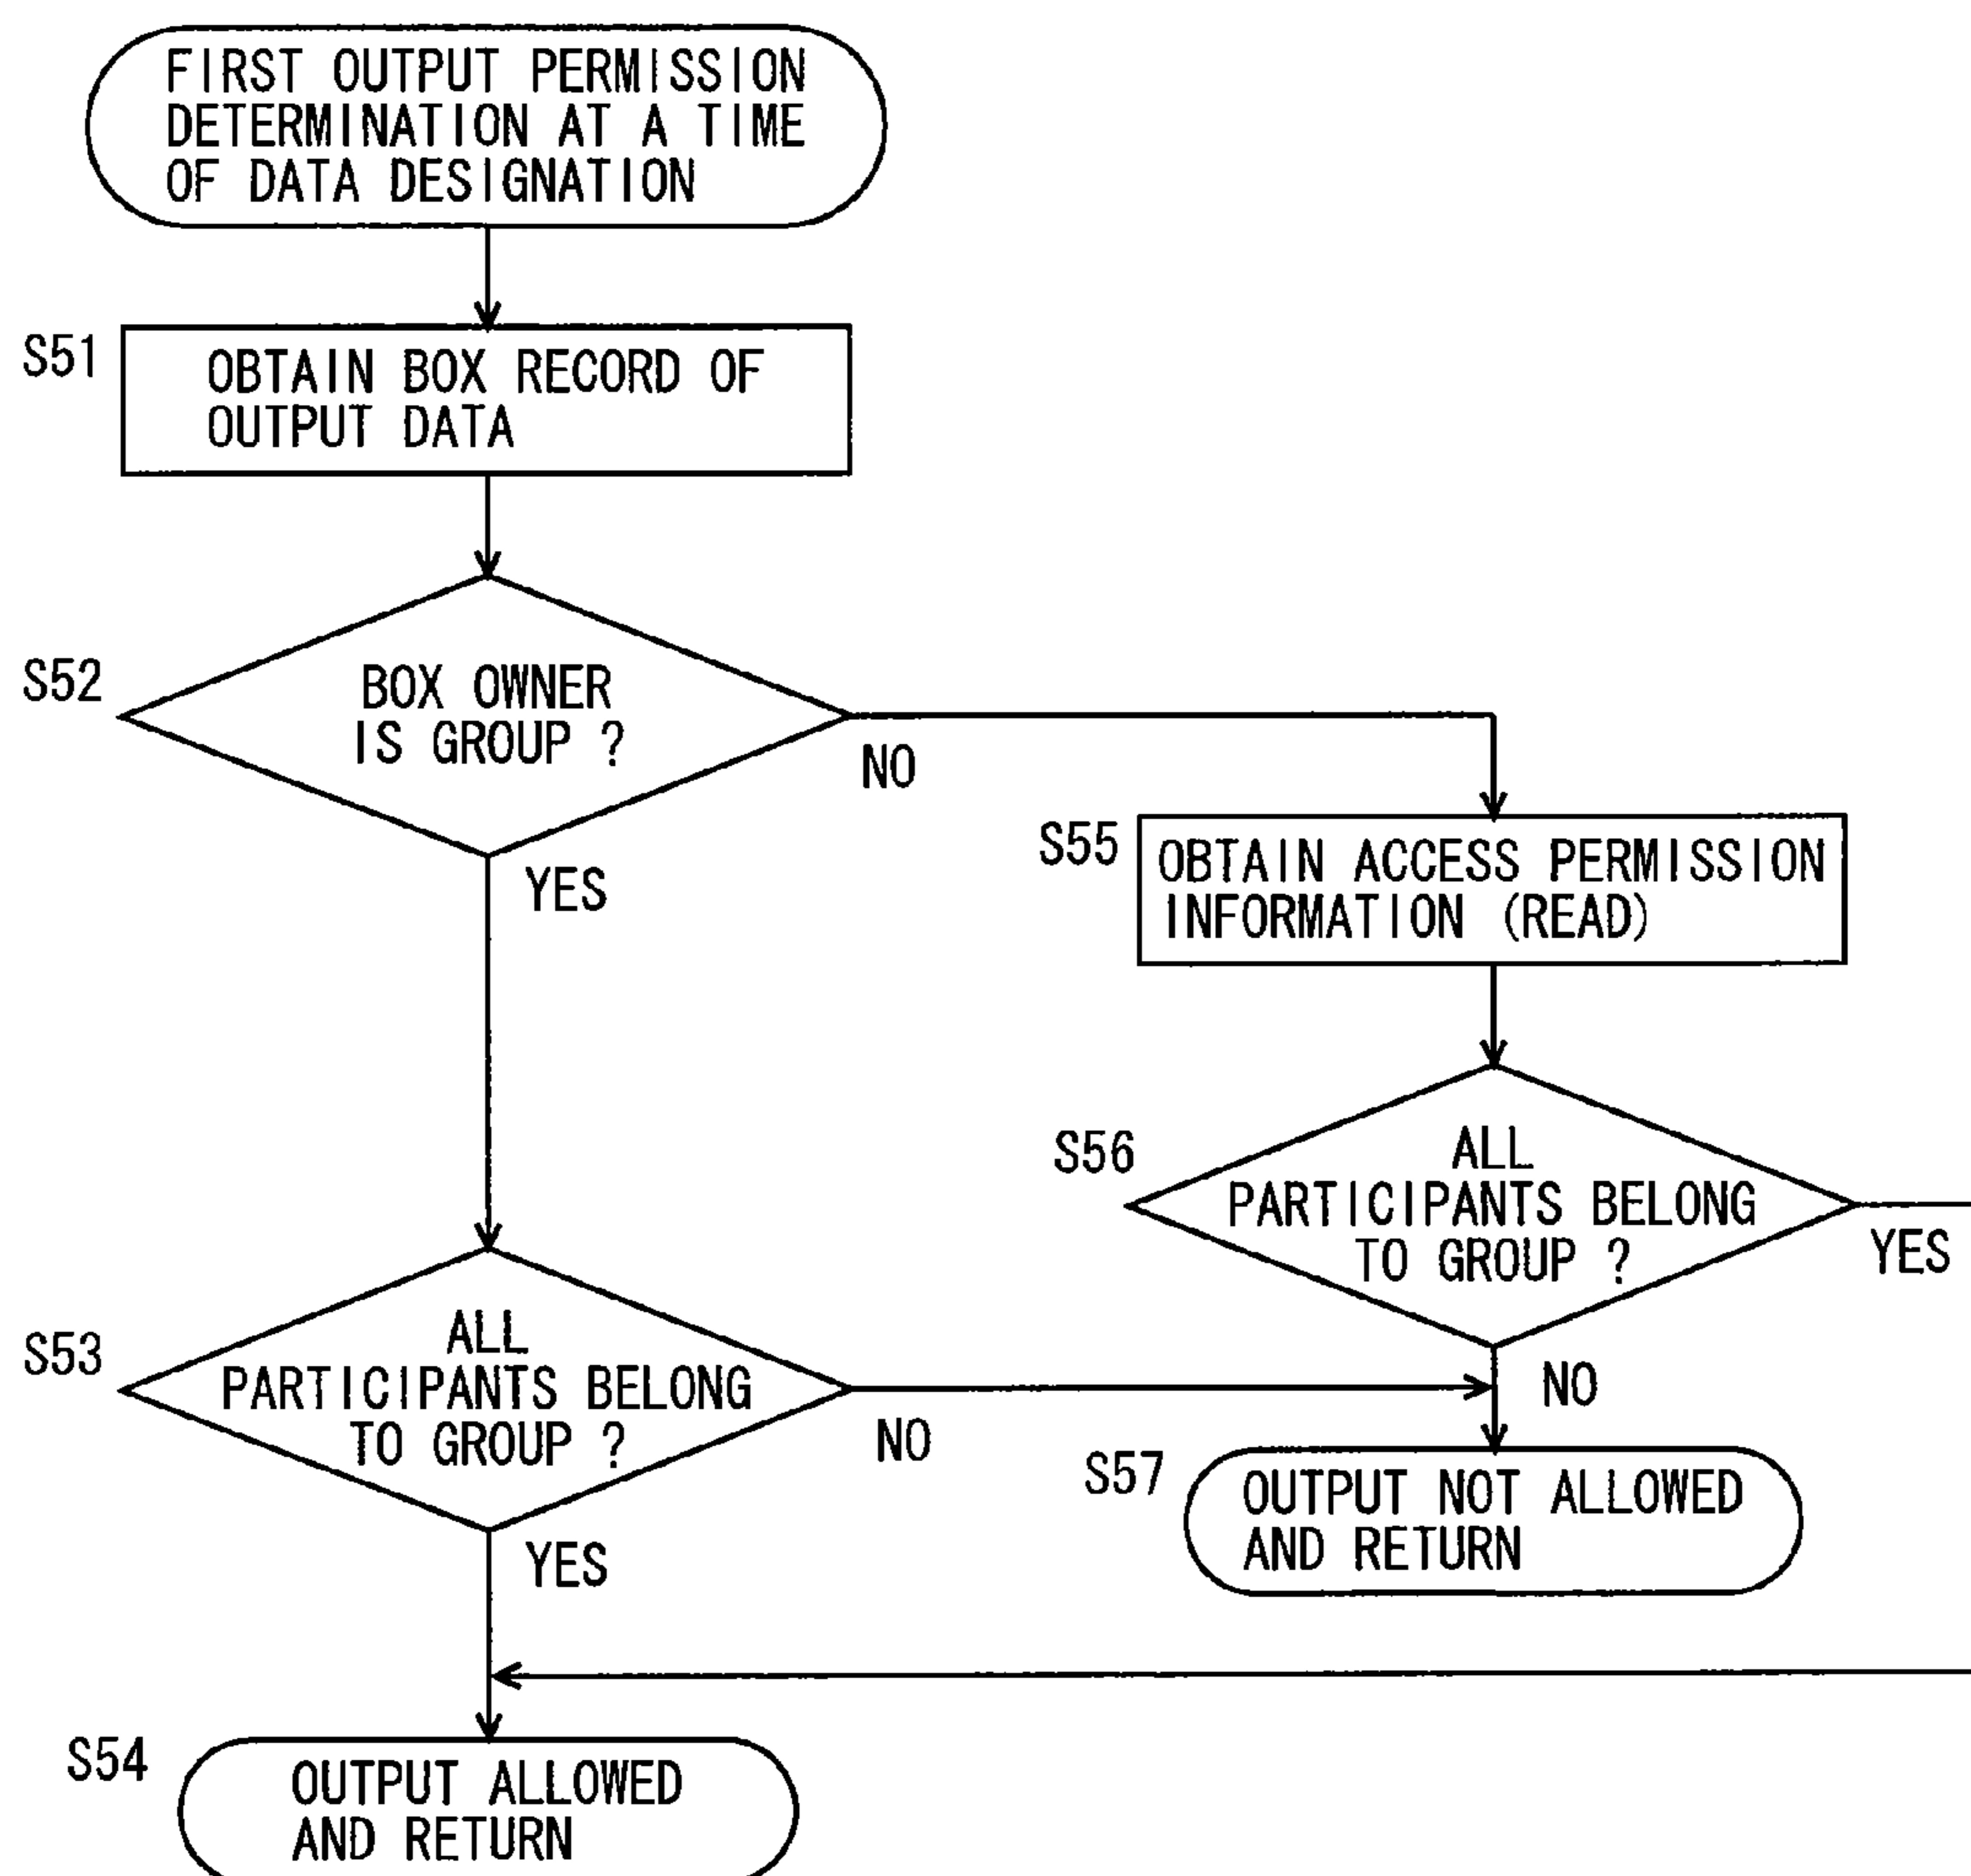 FIRST OUTPUT PERMISSION
DETERMINATION AT A TIME
OF DATA DESIGNATION
S51
OBTAIN BOX RECORD OF
OUTPUT DATA
S52
BOX OWNER
IS GROUP ?
NO
YES
S55
OBTAIN ACCESS PERMISSION
INFORMATION (READ)
S56
ALL
PARTICIPANTS BELONG
TO GROUP ?
YES
NO
S53
ALL
PARTICIPANTS BELONG
TO GROUP ?
NO
YES
S57
OUTPUT NOT ALLOWED
AND RETURN
S54
OUTPUT ALLOWED
AND RETURN